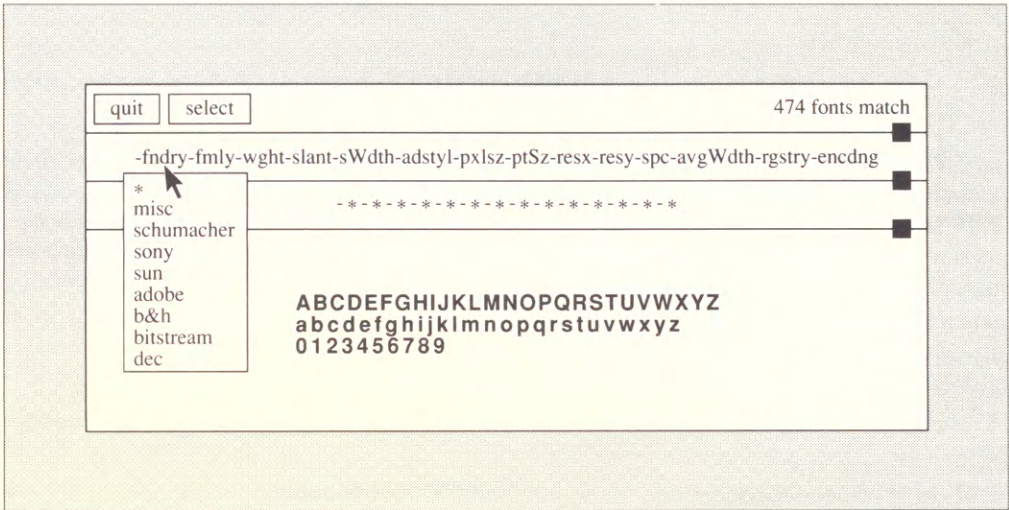 quit select 474 fonts match
-fndry-fmly-wght-slant-sWdth-adstyl-pxlsz-ptSz-resx-resy-spc-avgWdth-rgstry-encdng
*
misc
schumacher
sony
sun
adobe
b&h
bitstream
dec
-*-*-*-*-*-*-*-*-*-*-*-*-*-*
ABCDEFGHIJKLMNOPQRSTUVWXYZ
abcdefghijklmnopqrstuvwxyz
0123456789